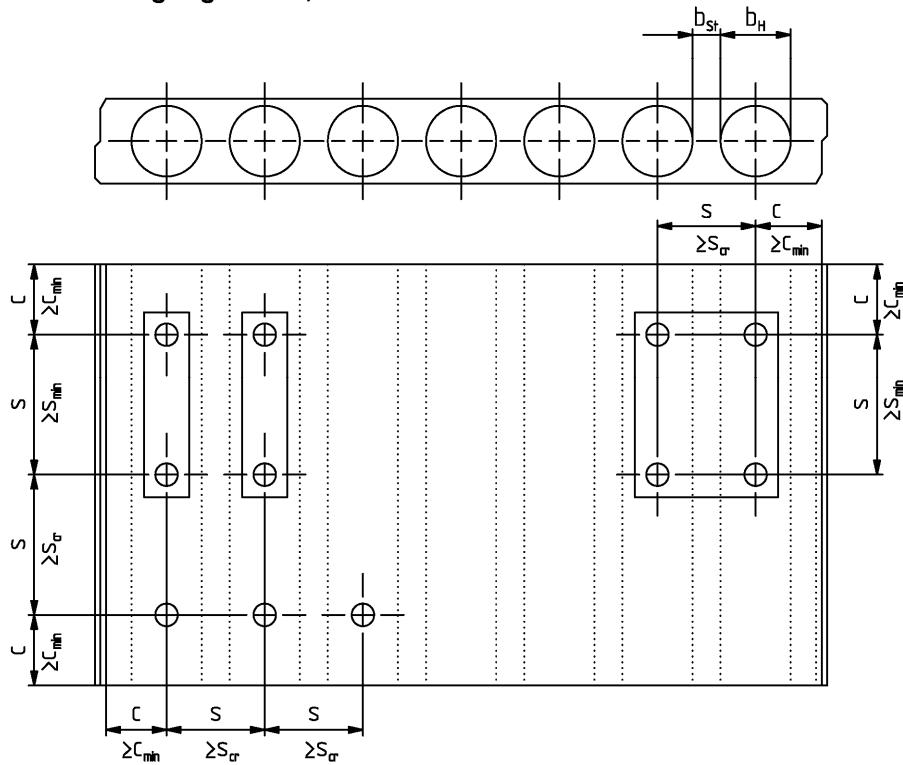 b_St b_H
S C
≥S_cr ≥C_min
C ≥C_min
S ≥S_min
S ≥S_cr
C ≥C_min
C ≥C_min
S ≥S_min
C S S
≥C_min ≥S_cr ≥S_cr